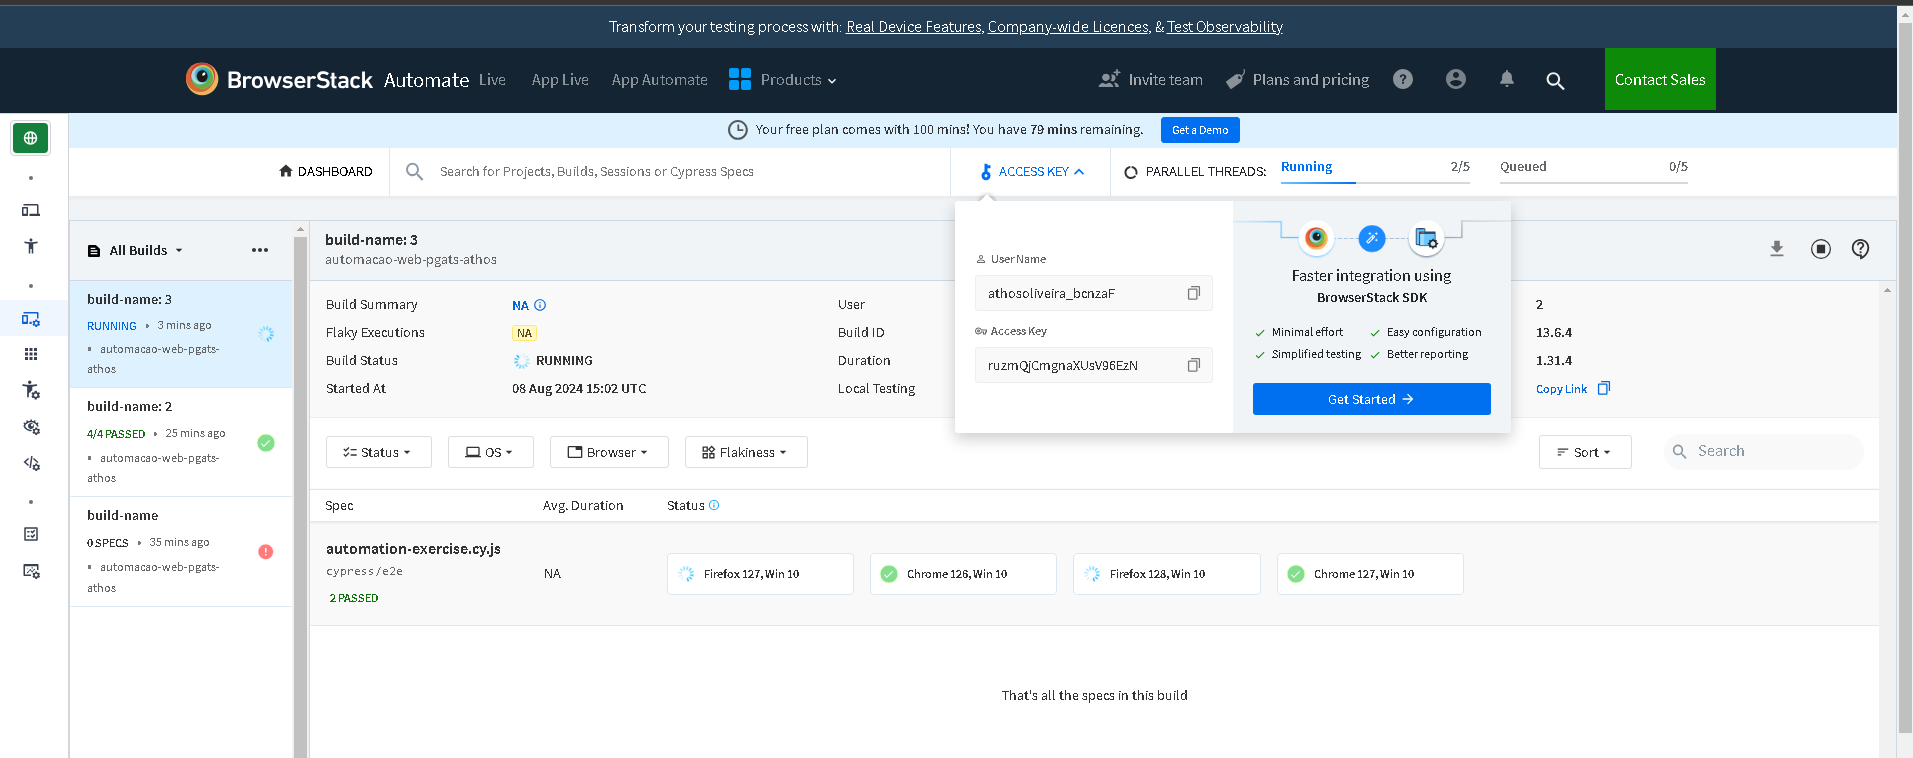 Transform your testing process with: Real Device Features, Company-wide Licences, & Test Observability
BrowserStack Automate Live App Live App Automate Products Invite team Plans and pricing Contact Sales
Your free plan comes with 100 mins! You have 79 mins remaining. Get a Demo
DASHBOARD Search for Projects, Builds, Sessions or Cypress Specs ACCESS KEY PARALLEL THREADS: Running 2/5 Queued 0/5
All Builds
build-name: 3
RUNNING • 3 mins ago
automacao-web-pgats-
athos
build-name: 2
4/4 PASSED • 25 mins ago
automacao-web-pgats-
athos
build-name
0 SPECS • 35 mins ago
automacao-web-pgats-
athos
build-name: 3
automacao-web-pgats-athos
Build Summary NA
Flaky Executions NA
Build Status RUNNING
Started At 08 Aug 2024 15:02 UTC
User
Build ID
Duration
Local Testing
User Name
athosoliveira_bcnzaF
Access Key
ruzmQjCmgnaXUsV96EzN
Faster integration using
BrowserStack SDK
Minimal effort Easy configuration
Simplified testing Better reporting
Get Started
2
13.6.4
1.31.4
Copy Link
Status OS Browser Flakiness Sort Search
Spec Avg. Duration Status
automation-exercise.cy.js
cypress/e2e
2 PASSED
NA
Firefox 127, Win 10 Chrome 126, Win 10 Firefox 128, Win 10 Chrome 127, Win 10
That's all the specs in this build